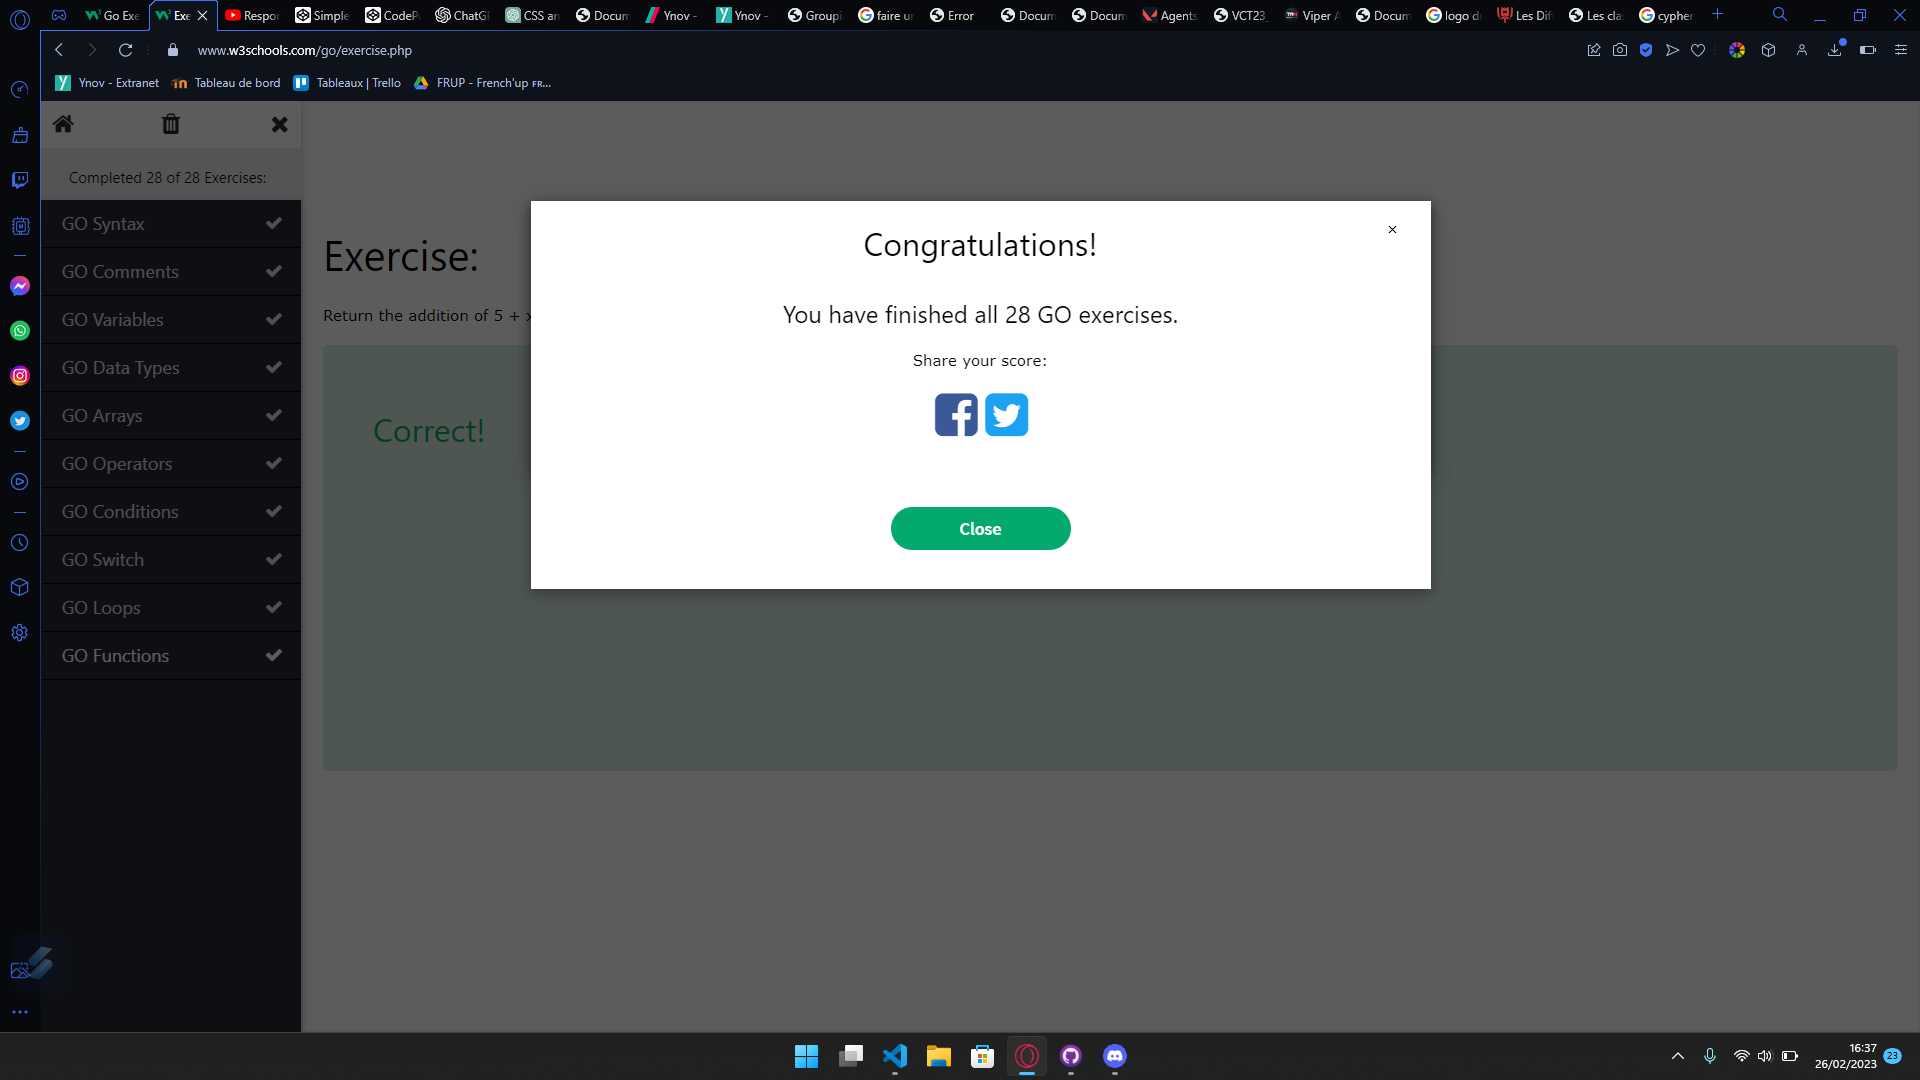 Go Exe
Exe
Respon
Simple
CodeP
ChatG
CSS an
Docum
Ynov -
Ynov -
Groupi
faire ur
Error
Docum
Docum
Agents
VCT23_
Viper A
Docum
logo d
Les Dif
Les cla
cypher
www.w3schools.com/go/exercise.php
Ynov - Extranet
Tableau de bord
Tableaux | Trello
FRUP - French'up FR...
Completed 28 of 28 Exercises:
GO Syntax
GO Comments
GO Variables
GO Data Types
GO Arrays
GO Operators
GO Conditions
GO Switch
GO Loops
GO Functions
Exercise:
Return the addition of 5 + x
Correct!
×
Congratulations!
You have finished all 28 GO exercises.
Share your score:
Close
16:37
26/02/2023
23